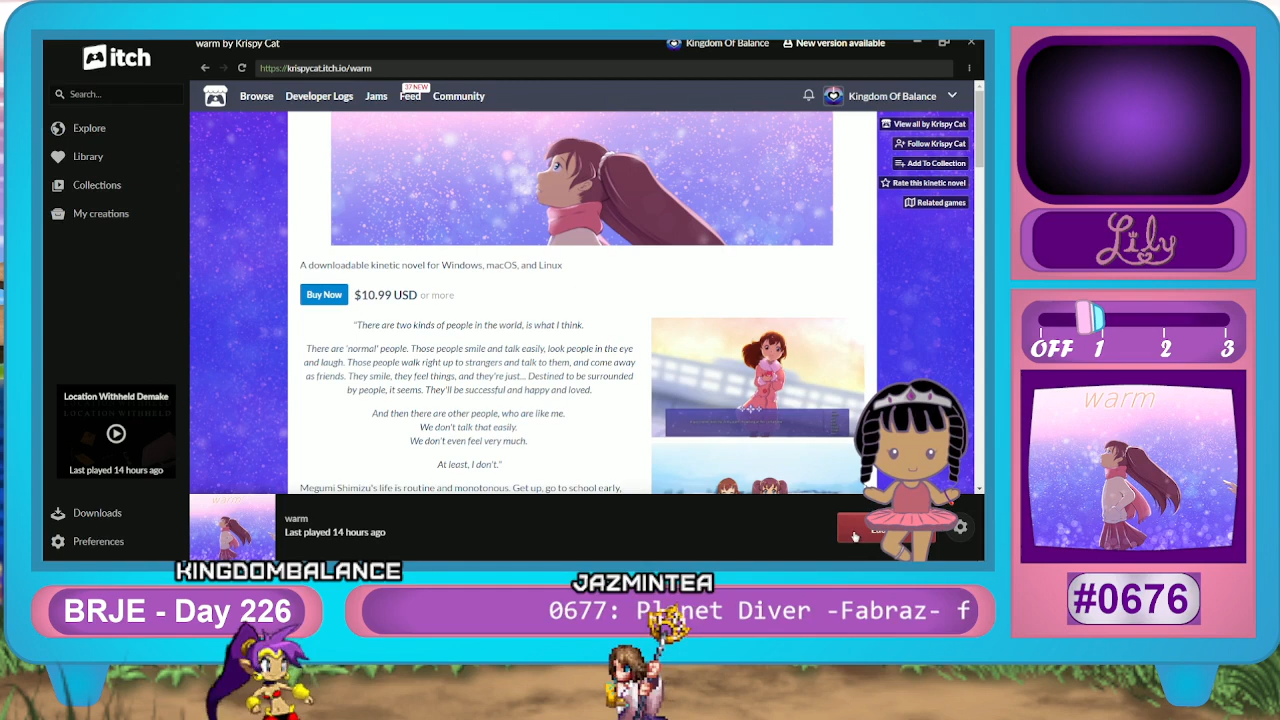 itch
warm by Krispy Cat
Kingdom Of Balance
New version available
https://krispycat.itch.io/warm
Search...
Explore
Library
Collections
My creations
Browse
Developer Logs
Jams
37 NEW
Feed
Community
Kingdom Of Balance
View all by Krispy Cat
Follow Krispy Cat
Add To Collection
Rate this kinetic novel
Related games
A downloadable kinetic novel for Windows, macOS, and Linux
Buy Now $10.99 USD or more
"There are two kinds of people in the world, is what I think.
There are 'normal' people. Those people smile and talk easily, look people in the eye
and laugh. Those people walk right up to strangers and talk to them, and come away
as friends. They smile, they feel things, and they're just... Destined to be surrounded
by people, it seems. They'll be successful and happy and loved.
And then there are other people, who are like me.
We don't talk that easily.
We don't even feel very much.
At least, I don't."
Megumi Shimizu's life is routine and monotonous. Get up, go to school early,
Location Withheld Demake
LOCATION WITHHELD
Last played 14 hours ago
Downloads
Preferences
warm
warm
Last played 14 hours ago
Lily
OFF 1 2 3
warm
#0676
KINGDOMBALANCE
JAZMINTEA
BRJE - Day 226
0677: Planet Diver -Fabraz- f